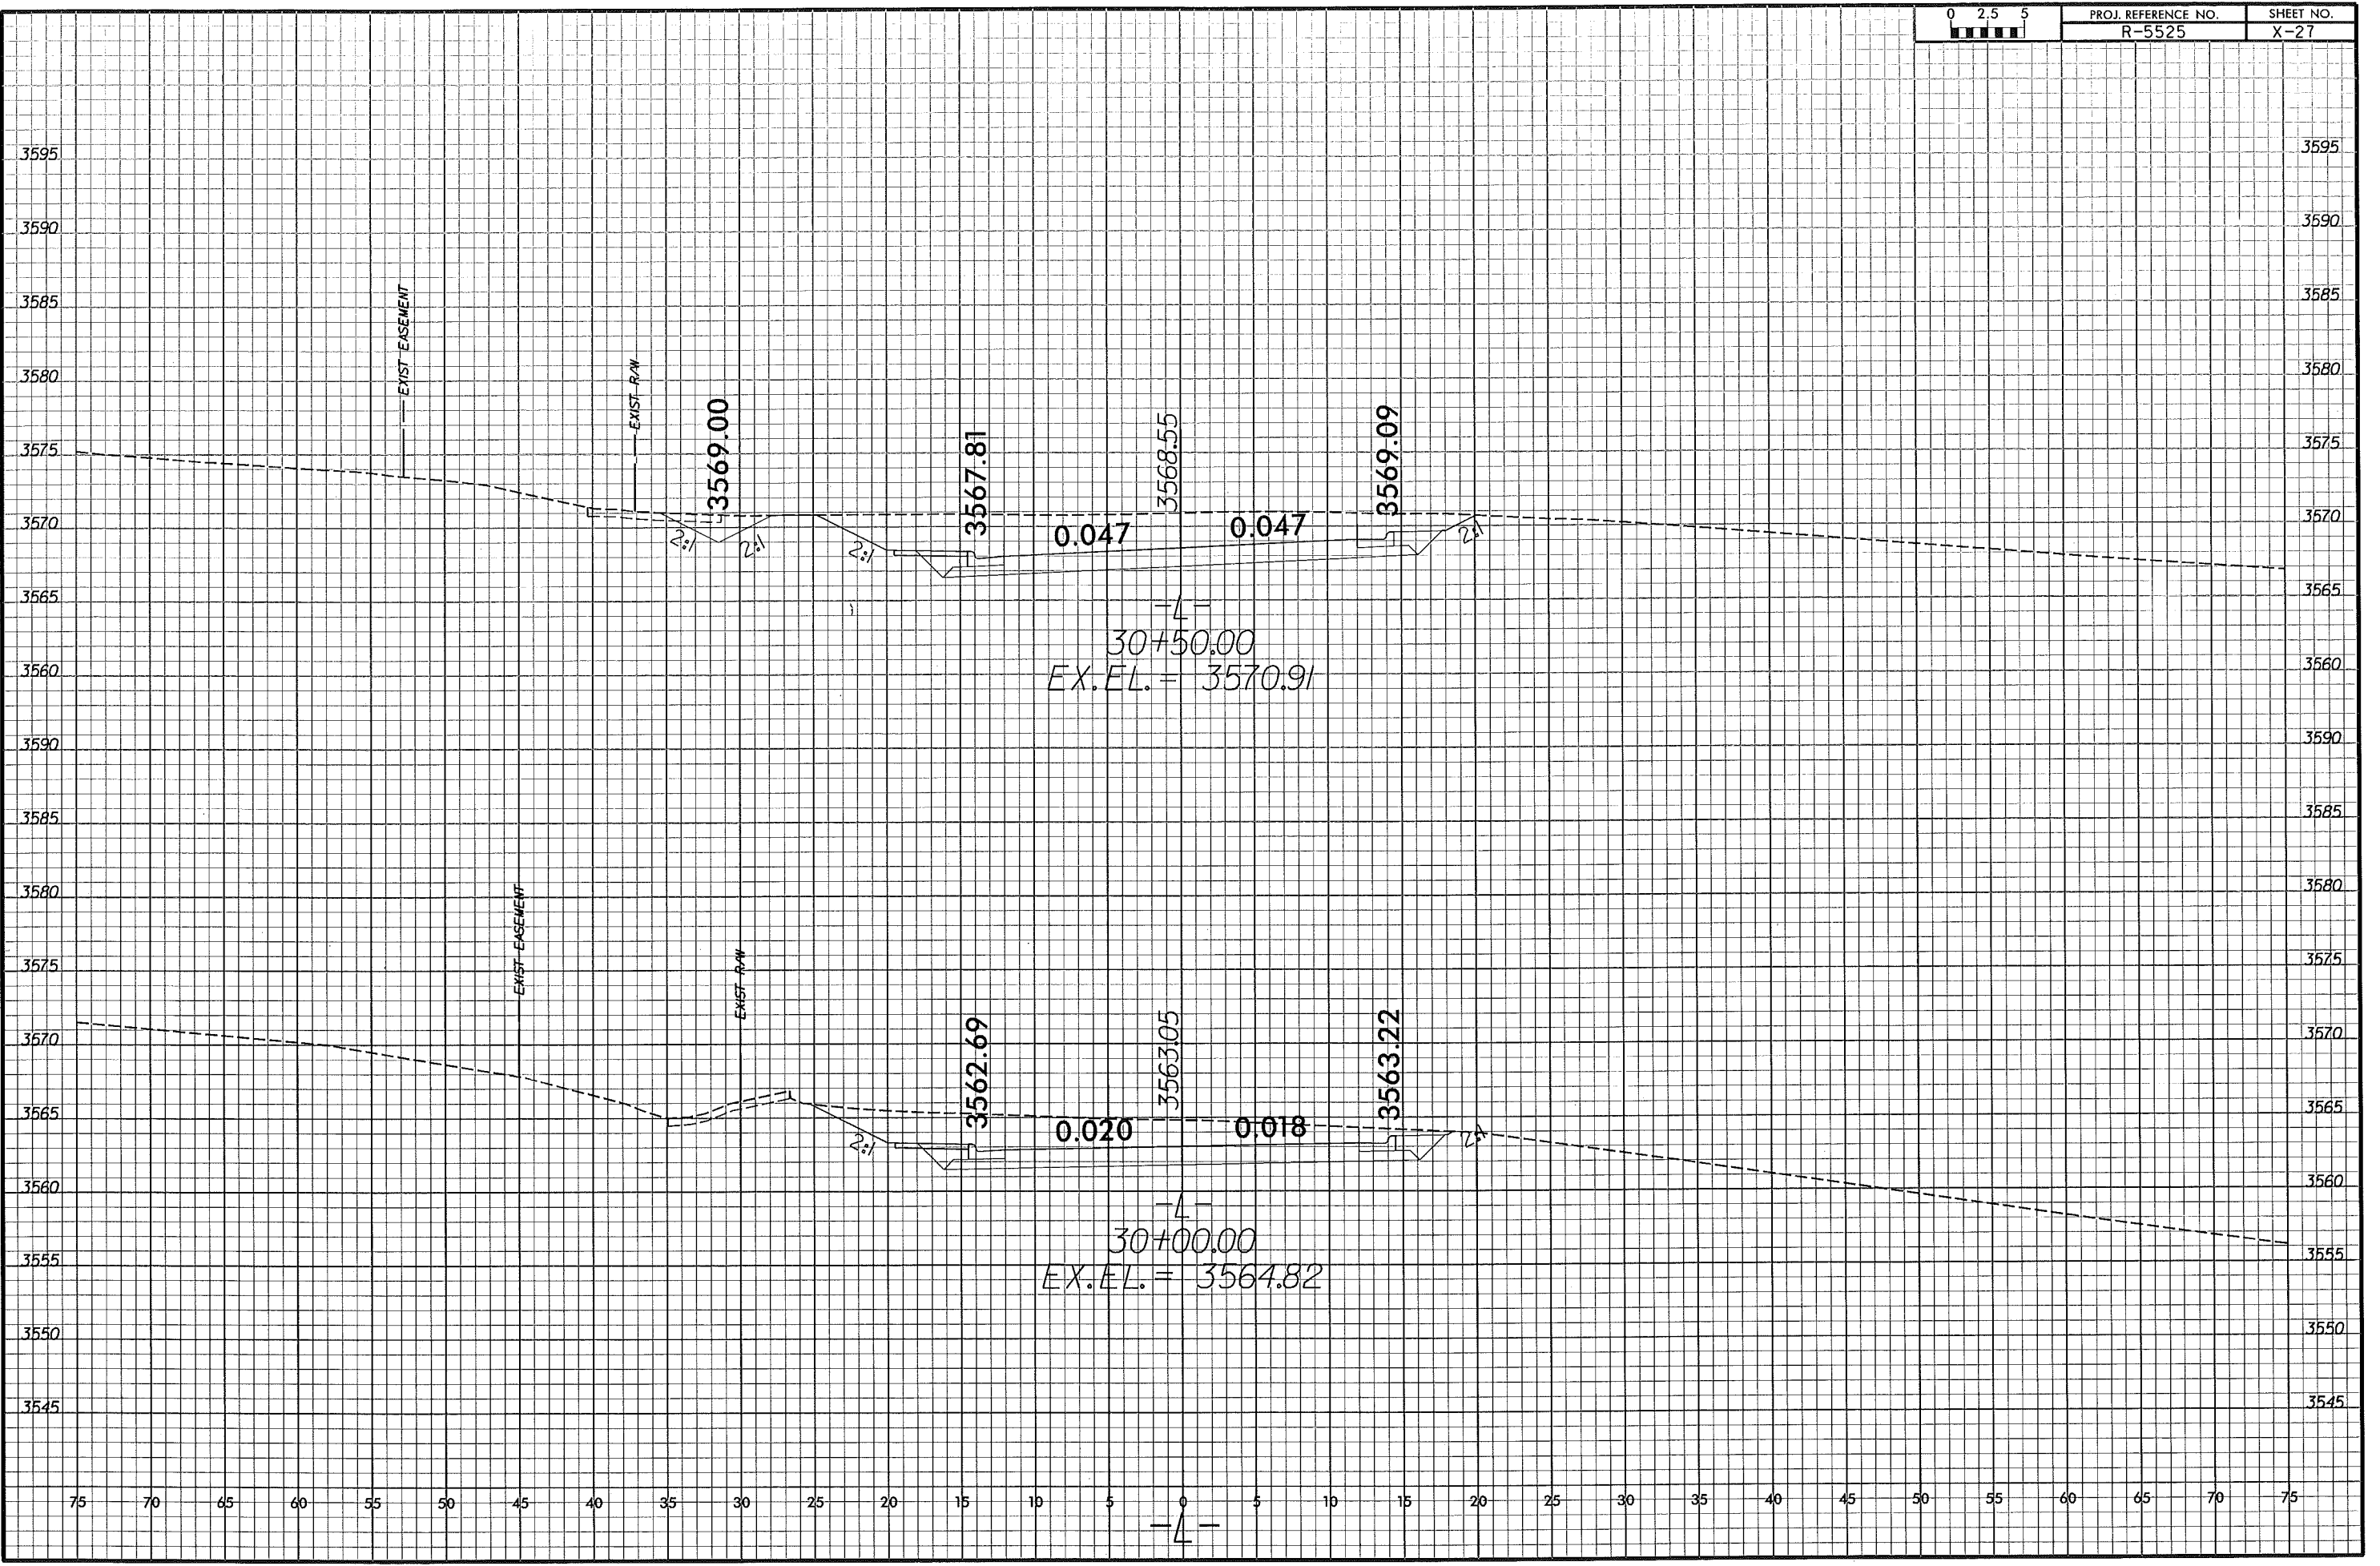 0 2.5 5
PROJ. REFERENCE NO. SHEET NO.
R-5525 X-27
3595 3595
3590 3590
3585 3585
EXIST EASEMENT
3580 3580
EXIST R/W
3569.00
3567.81
3568.55
3569.09
3575 3575
3570 3570
0.047 0.047
2:1 2:1 2:1 2:1
3565 3565
-L-
30+50.00
3560 3560
EX. EL. = 3570.91
3590 3590
3585 3585
3580 3580
EXIST EASEMENT
EXIST R/W
3575 3575
3562.69
3563.05
3563.22
3570 3570
3565 3565
0.020 0.018
2:1 2:1
3560 3560
-L-
30+00.00
3555 3555
EX. EL. = 3564.82
3550 3550
3545 3545
75 70 65 60 55 50 45 40 35 30 25 20 15 10 5 0 5 10 15 20 25 30 35 40 45 50 55 60 65 70 75
-L-